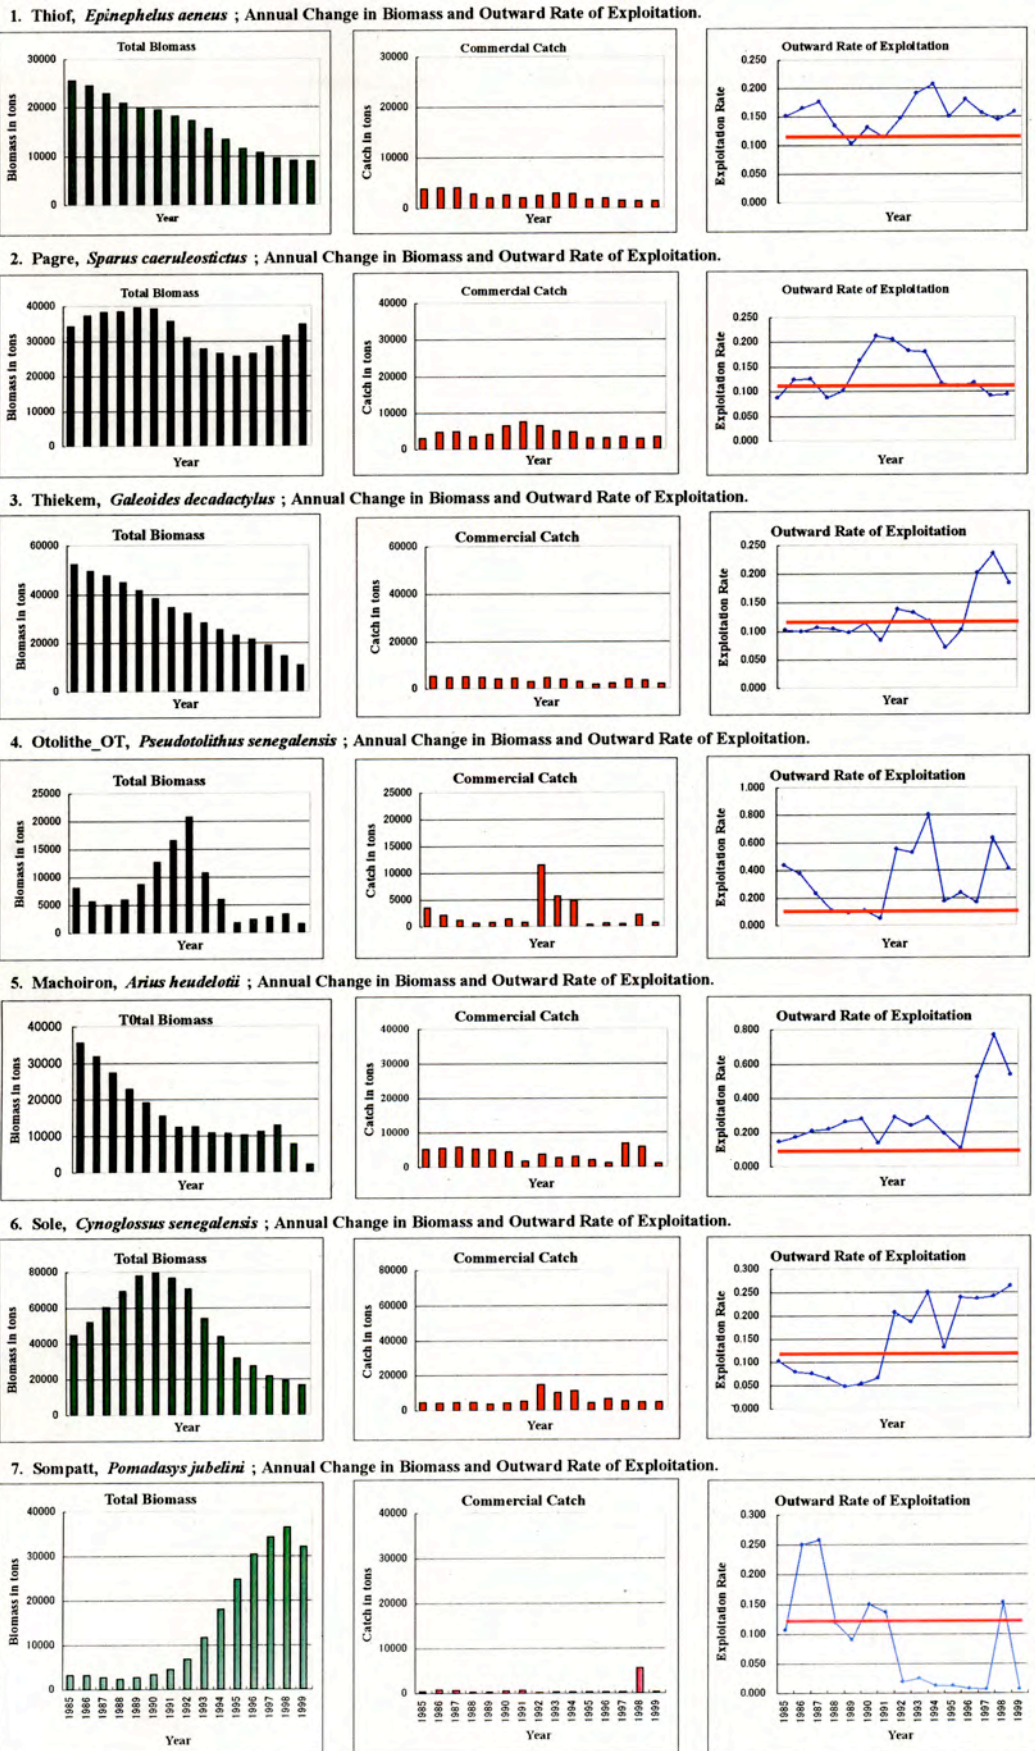 1. Thiof, Epinephelus aeneus ; Annual Change in Biomass and Outward Rate of Exploitation.
Total Biomass
Biomass in tons
30000
20000
10000
0
Year
Commercial Catch
Catch in tons
30000
20000
10000
0
Year
Outward Rate of Exploitation
Exploitation Rate
0.250
0.200
0.150
0.100
0.050
0.000
Year
2. Pagre, Sparus caeruleostictus ; Annual Change in Biomass and Outward Rate of Exploitation.
Total Biomass
Biomass in tons
40000
30000
20000
10000
0
Year
Commercial Catch
Catch in tons
40000
30000
20000
10000
0
Year
Outward Rate of Exploitation
Exploitation Rate
0.250
0.200
0.150
0.100
0.050
0.000
Year
3. Thiekem, Galeoides decadactylus ; Annual Change in Biomass and Outward Rate of Exploitation.
Total Biomass
Biomass in tons
60000
40000
20000
0
Year
Commercial Catch
Catch in tons
60000
40000
20000
0
Year
Outward Rate of Exploitation
Exploitation Rate
0.250
0.200
0.150
0.100
0.050
0.000
Year
4. Otolithe_OT, Pseudotolithus senegalensis ; Annual Change in Biomass and Outward Rate of Exploitation.
Total Biomass
Biomass in tons
25000
20000
15000
10000
5000
0
Year
Commercial Catch
Catch in tons
25000
20000
15000
10000
5000
0
Year
Outward Rate of Exploitation
Exploitation Rate
1.000
0.800
0.600
0.400
0.200
0.000
Year
5. Machoiron, Arius heudelotii ; Annual Change in Biomass and Outward Rate of Exploitation.
T0tal Biomass
Biomass in tons
40000
30000
20000
10000
0
Year
Commercial Catch
Catch in tons
40000
30000
20000
10000
0
Year
Outward Rate of Exploitation
Exploitation Rate
0.800
0.600
0.400
0.200
0.000
Year
6. Sole, Cynoglossus senegalensis ; Annual Change in Biomass and Outward Rate of Exploitation.
Total Biomass
Biomass in tons
80000
60000
40000
20000
0
Year
Commercial Catch
Catch in tons
80000
60000
40000
20000
0
Year
Outward Rate of Exploitation
Exploitation Rate
0.300
0.250
0.200
0.150
0.100
0.050
0.000
Year
7. Sompatt, Pomadasys jubelini ; Annual Change in Biomass and Outward Rate of Exploitation.
Total Biomass
Biomass in tons
40000
30000
20000
10000
0
1985 1986 1987 1988 1989 1990 1991 1992 1993 1994 1995 1996 1997 1998 1999
Year
Commercial Catch
Catch in tons
40000
30000
20000
10000
0
1985 1986 1987 1988 1989 1990 1991 1992 1993 1994 1995 1996 1997 1998 1999
Year
Outward Rate of Exploitation
Exploitation Rate
0.300
0.250
0.200
0.150
0.100
0.050
0.000
1985 1986 1987 1988 1989 1990 1991 1992 1993 1994 1995 1996 1997 1998 1999
Year